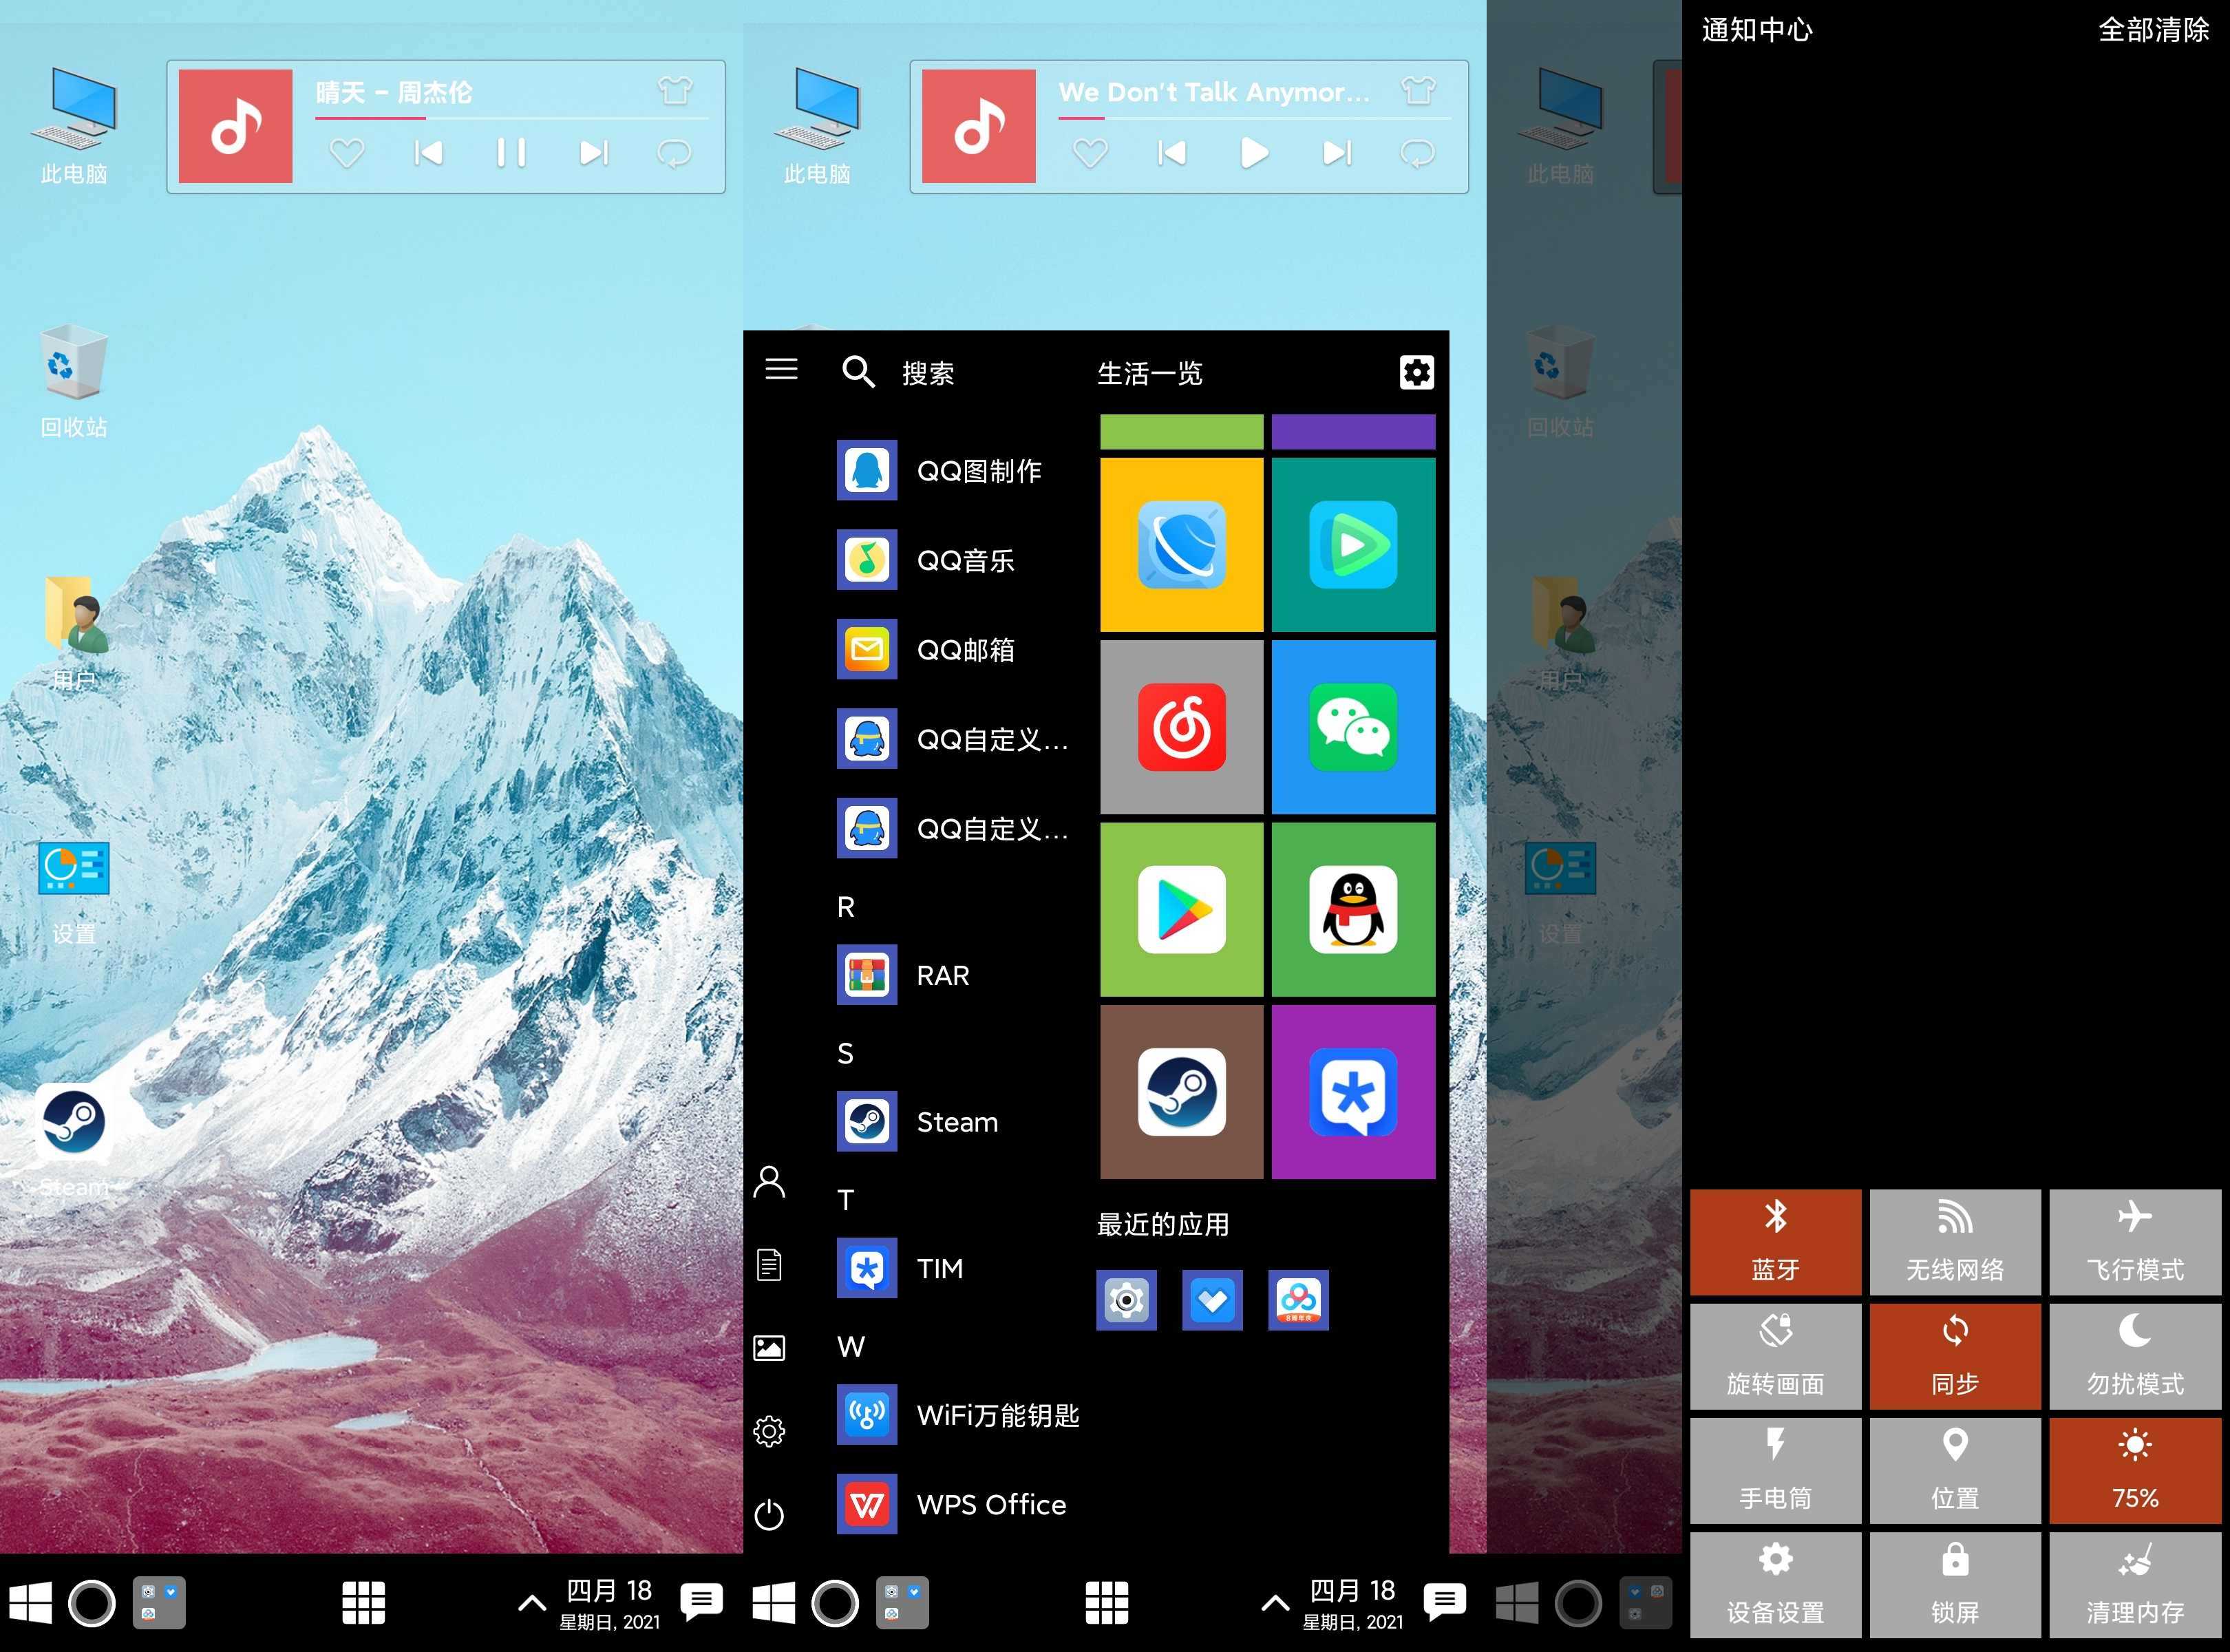 晴天 - 周杰伦
此电脑
回收站
用户
设置
Steam
四月 18
星期日, 2021
此电脑
We Don't Talk Anymor...
搜索
生活一览
QQ图制作
QQ音乐
QQ邮箱
QQ自定义...
QQ自定义...
R
RAR
S
Steam
T
TIM
W
WiFi万能钥匙
WPS Office
最近的应用
四月 18
星期日, 2021
此电脑
回收站
用户
设置
通知中心
全部清除
蓝牙
无线网络
飞行模式
旋转画面
同步
勿扰模式
手电筒
位置
75%
设备设置
锁屏
清理内存